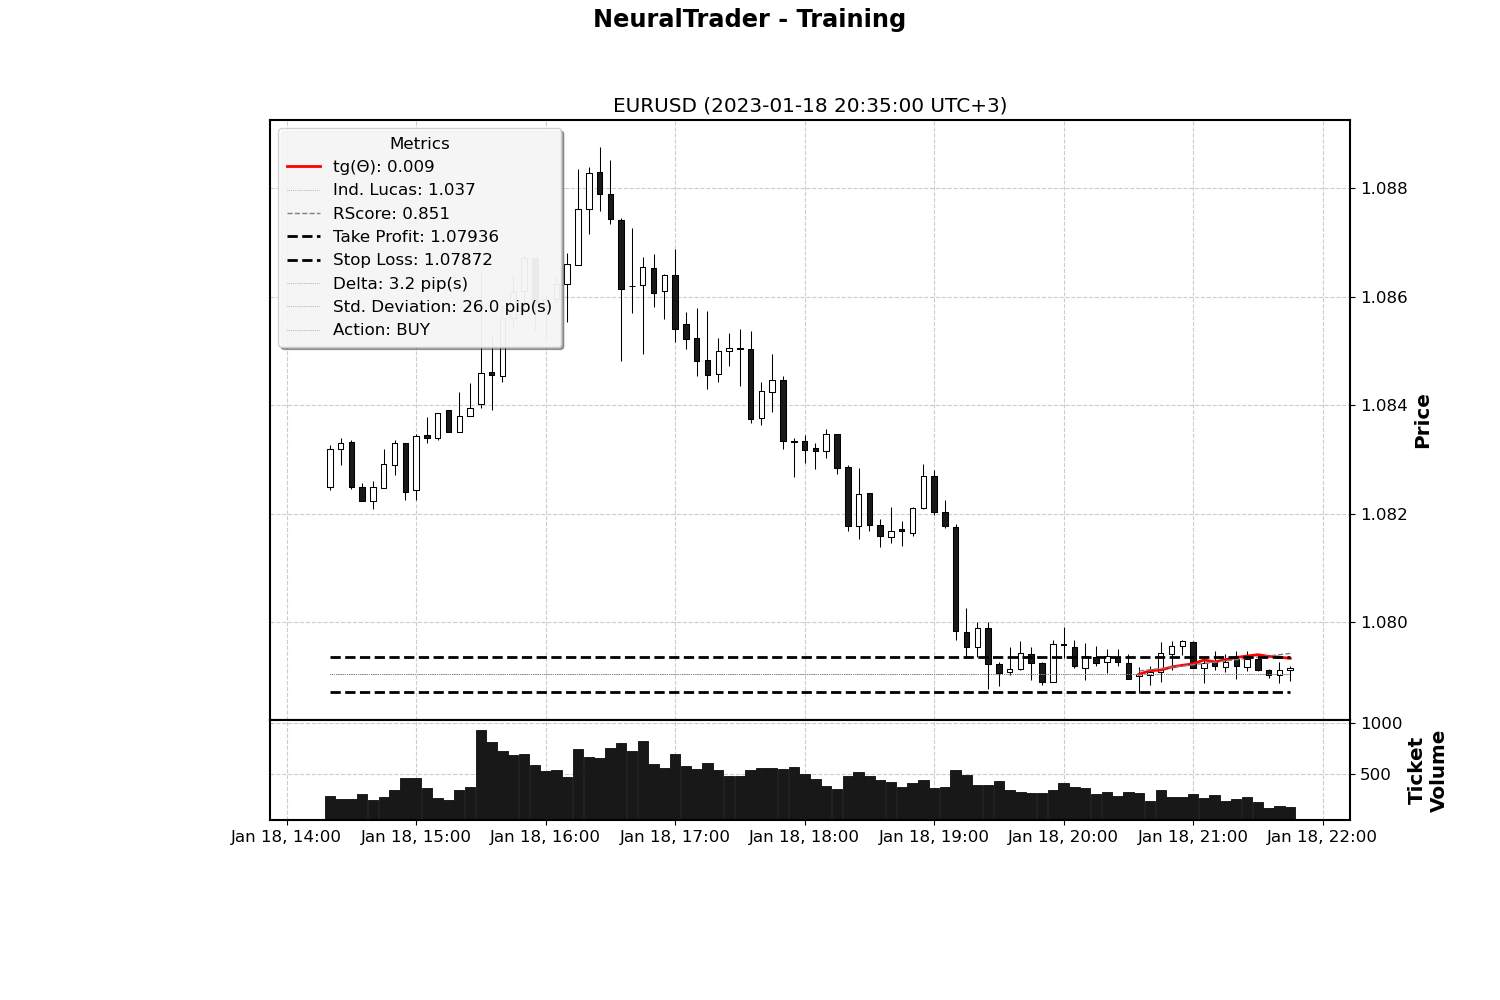 NeuralTrader - Training
EURUSD (2023-01-18 20:35:00 UTC+3)
Metrics
tg(Θ): 0.009
Ind. Lucas: 1.037
RScore: 0.851
Take Profit: 1.07936
Stop Loss: 1.07872
Delta: 3.2 pip(s)
Std. Deviation: 26.0 pip(s)
Action: BUY
1.088
1.086
1.084
1.082
1.080
Price
1000
500
Ticket
Volume
Jan 18, 14:00 Jan 18, 15:00 Jan 18, 16:00 Jan 18, 17:00 Jan 18, 18:00 Jan 18, 19:00 Jan 18, 20:00 Jan 18, 21:00 Jan 18, 22:00